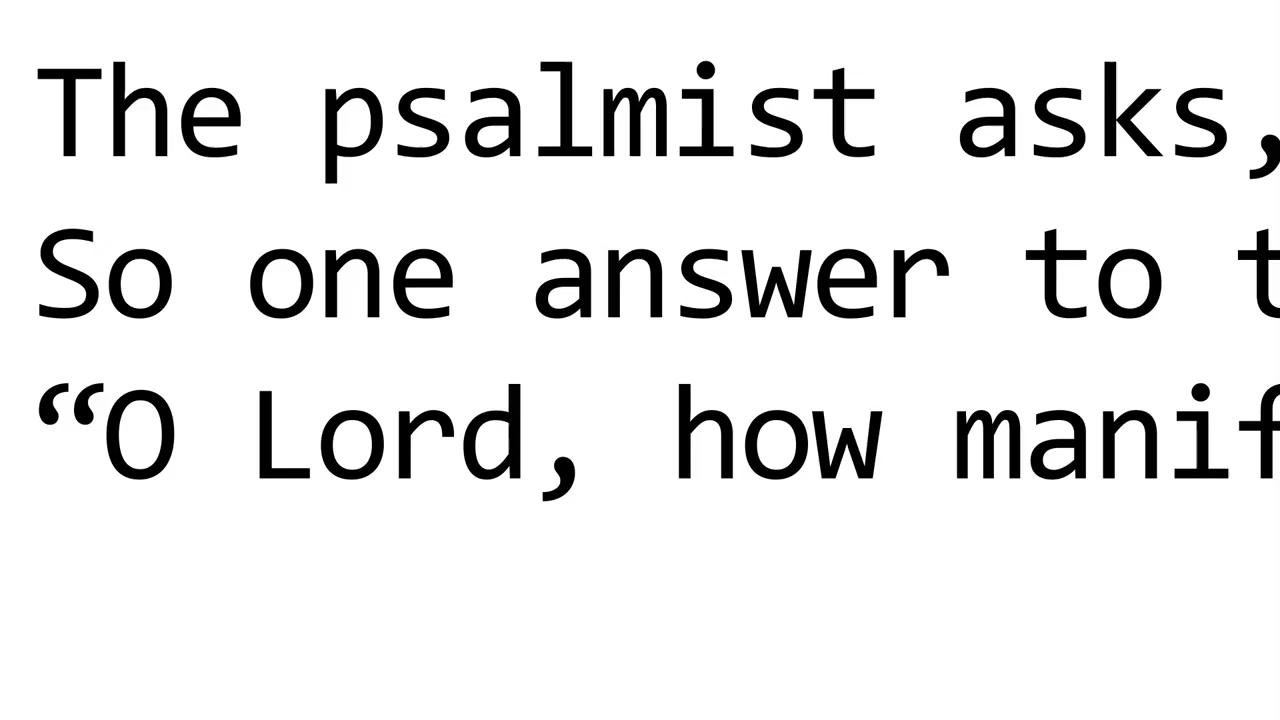 The psalmist asks,
So one answer to t
“O Lord, how manif